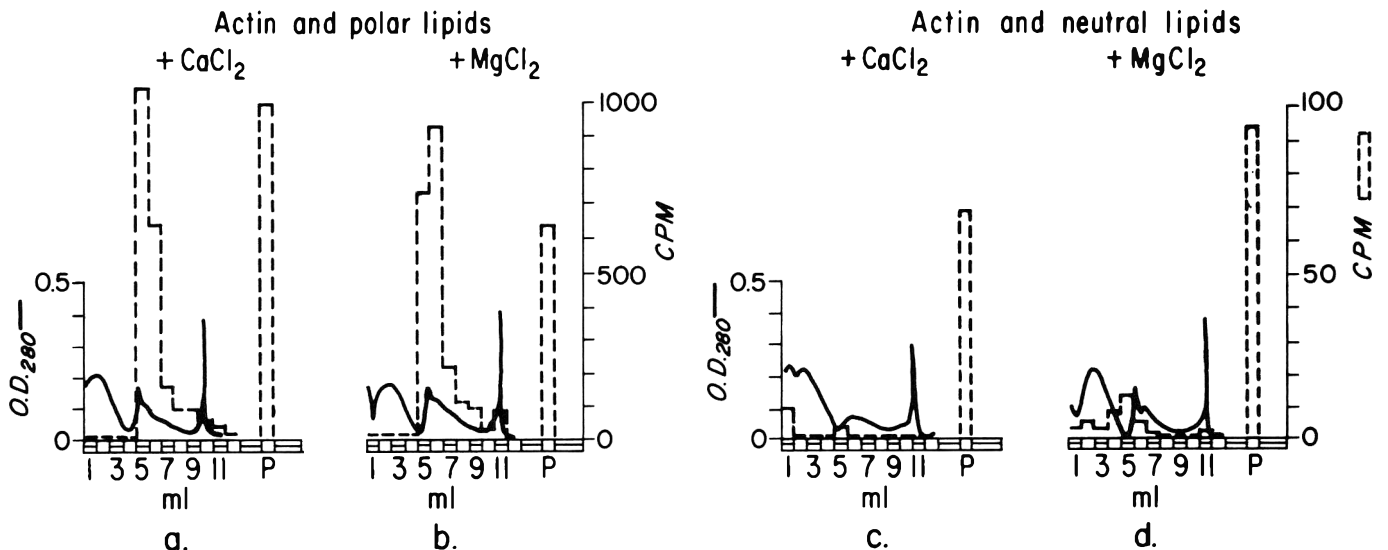 Actin and polar lipids
+ CaCl₂
+ MgCl₂
1000
500
0
CPM
0.5
0
O.D.₂₈₀
1 3 5 7 9 11 P
ml
a.
1 3 5 7 9 11 P
ml
b.
Actin and neutral lipids
+ CaCl₂
+ MgCl₂
100
50
0
CPM
0.5
0
O.D.₂₈₀
1 3 5 7 9 11 P
ml
c.
1 3 5 7 9 11 P
ml
d.